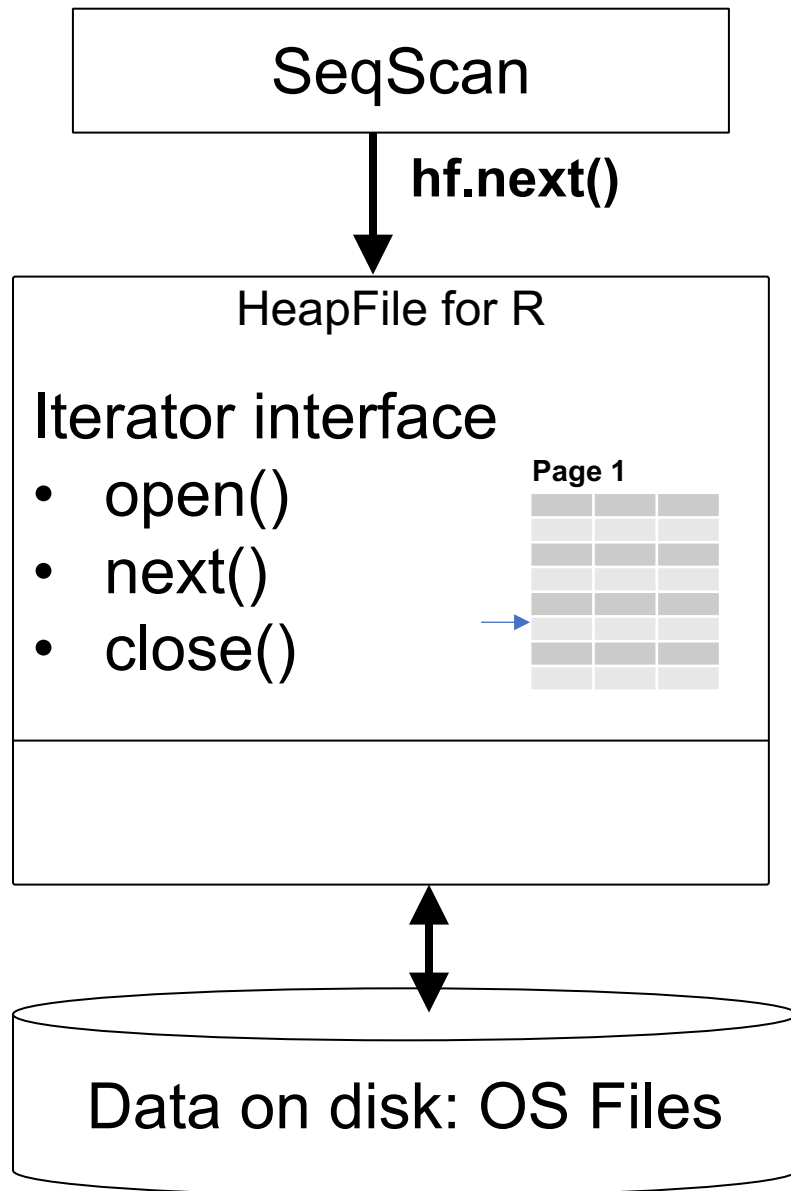 SeqScan
hf.next()
HeapFile for R
Iterator interface
• open()
• next()
• close()
Page 1
Data on disk: OS Files